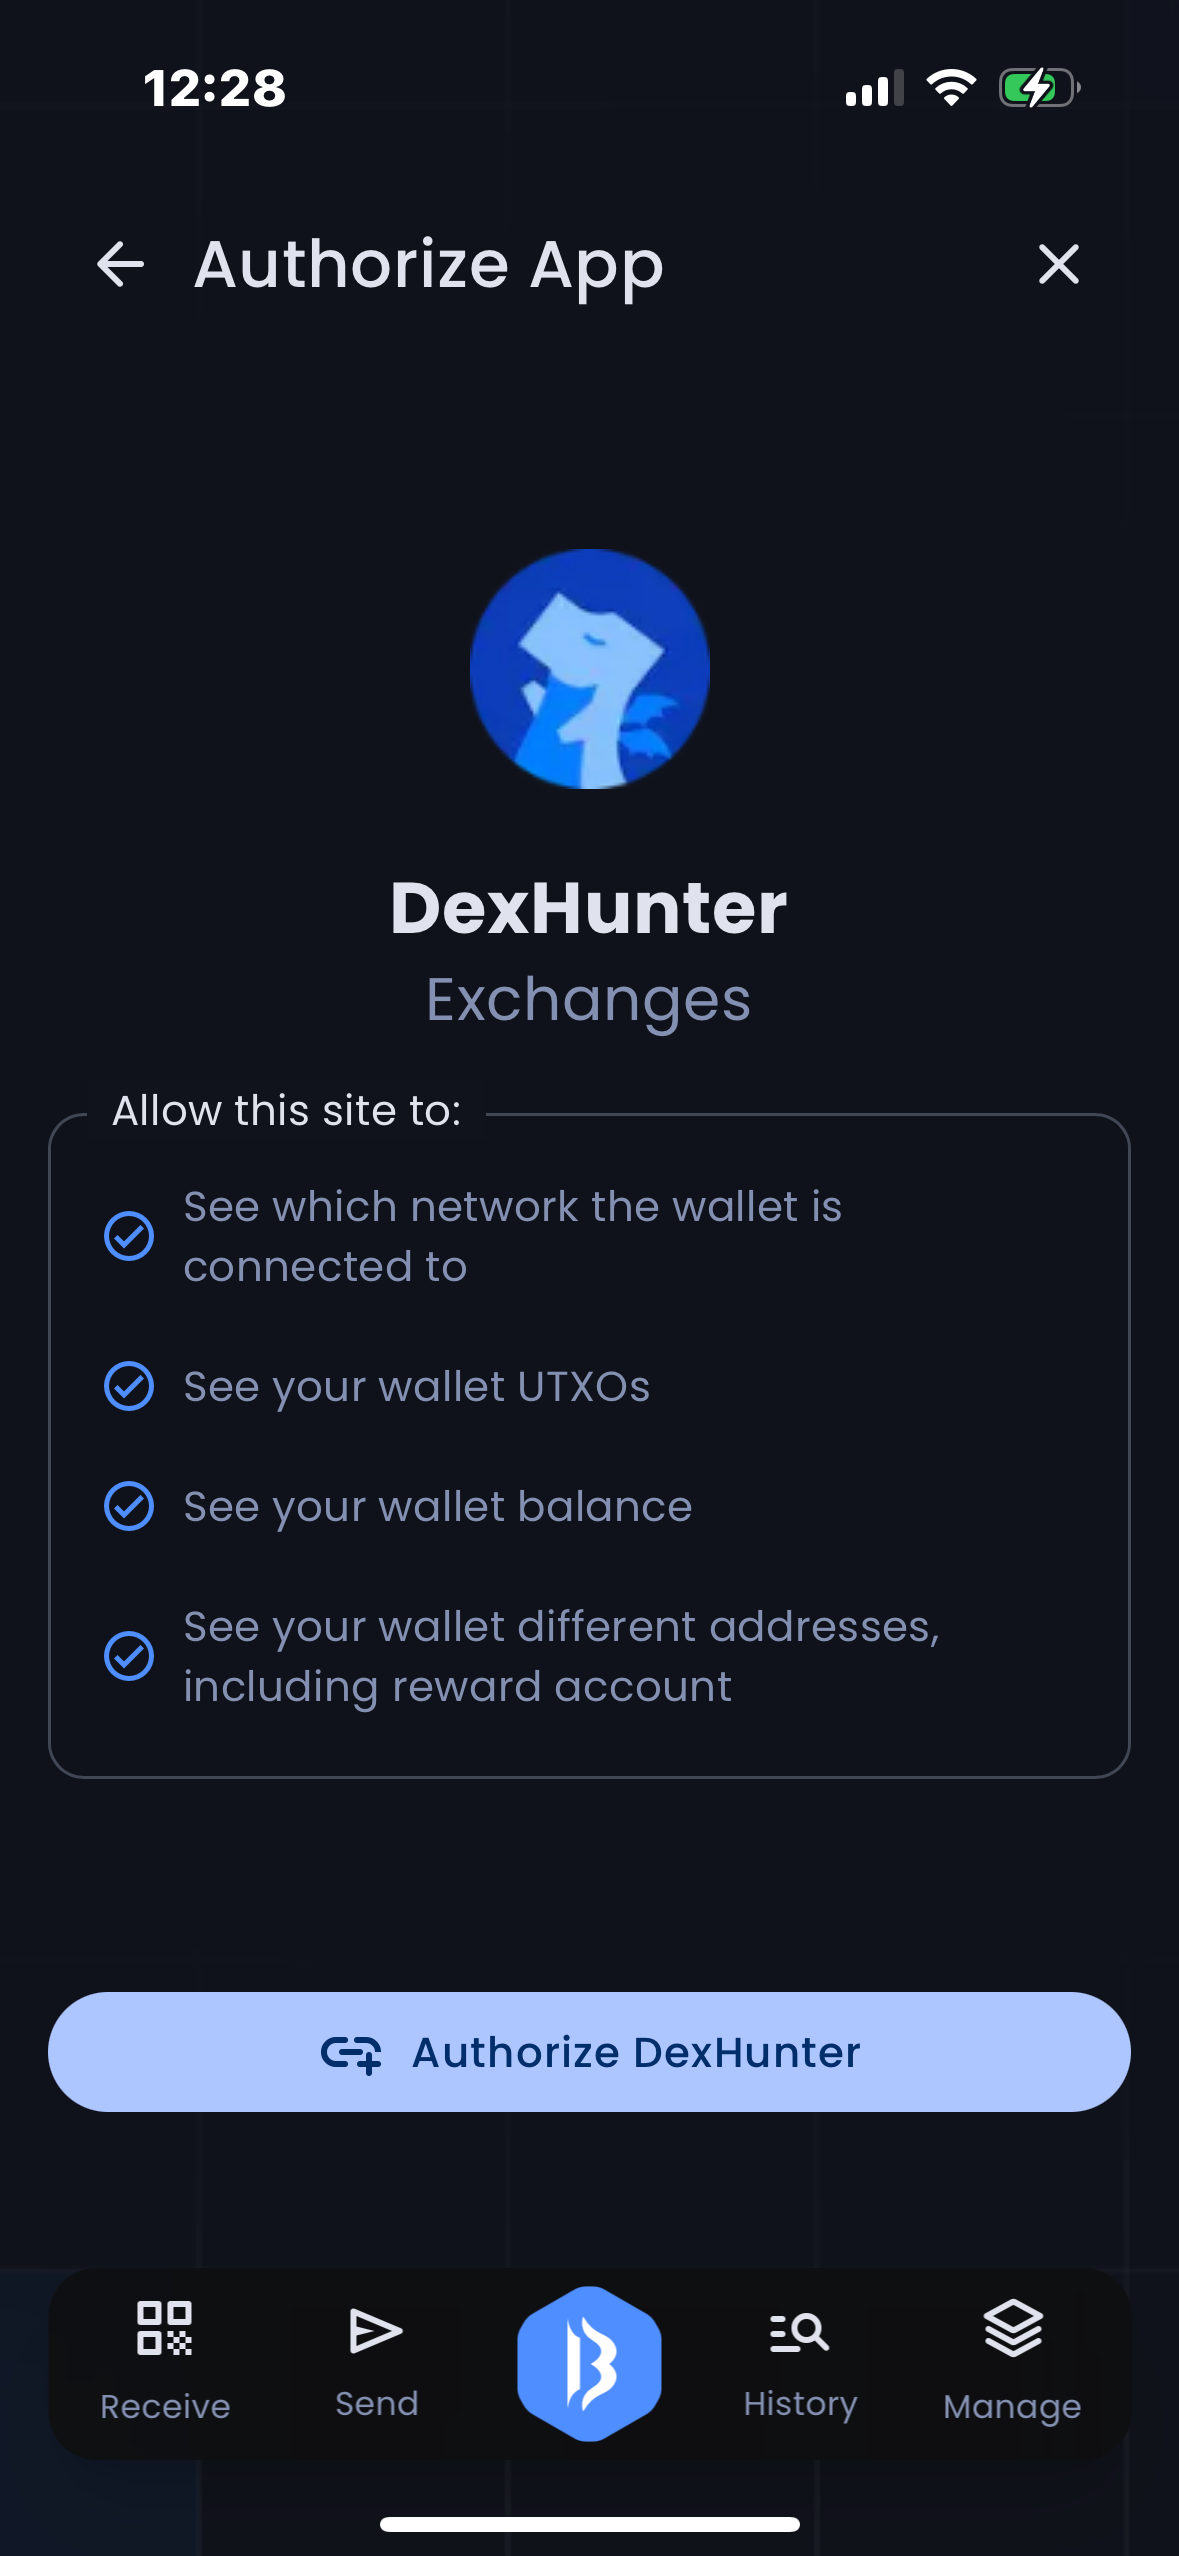 12:28
Authorize App
DexHunter
Exchanges
Allow this site to:
See which network the wallet is
connected to
See your wallet UTXOs
See your wallet balance
See your wallet different addresses,
including reward account
Authorize DexHunter
Receive
Send
History
Manage